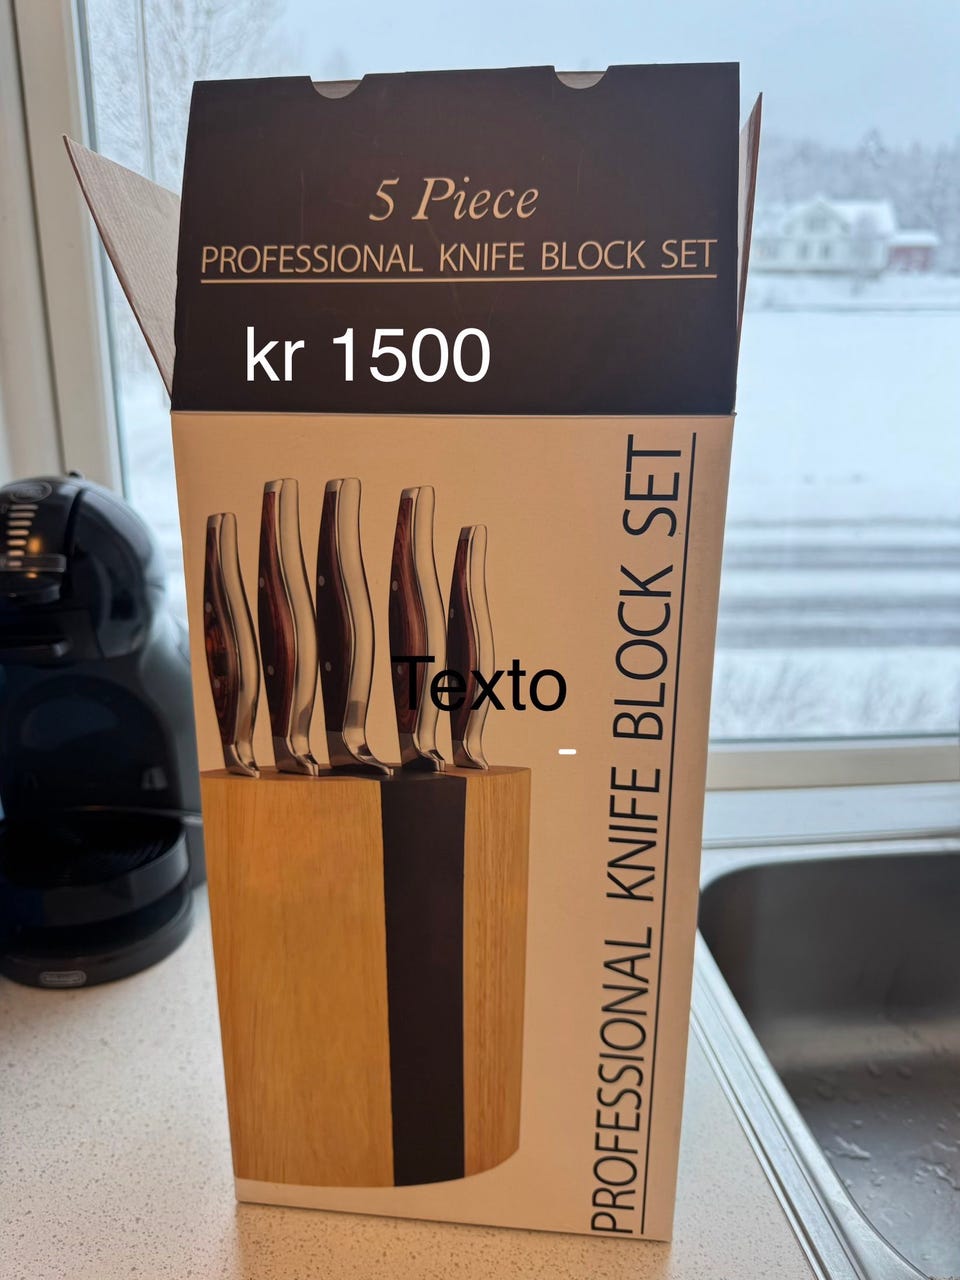 5 Piece
PROFESSIONAL KNIFE BLOCK SET
kr 1500
PROFESSIONAL KNIFE BLOCK SET
Texto
-